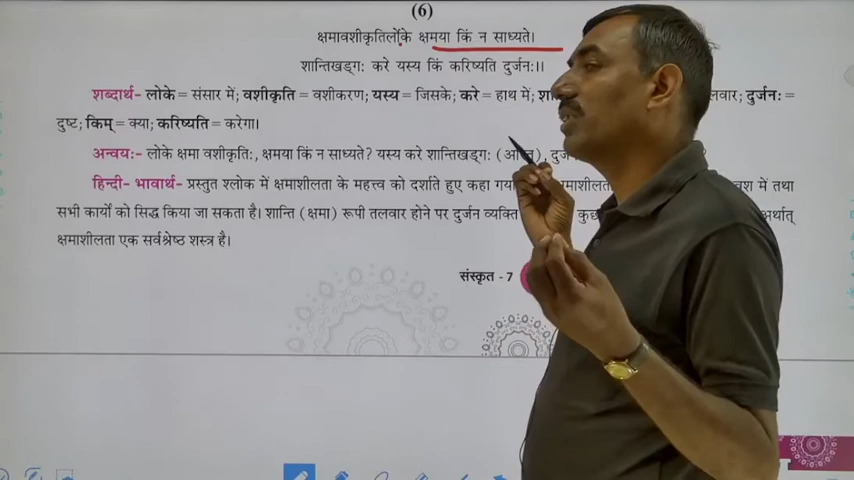 (6)
क्षमावशीकृतिर्लोके क्षमया किं न साध्यते।
शान्तिखड्ग: करे यस्य किं करिष्यति दुर्जन:।।
शब्दार्थ- लोके = संसार में; वशीकृति = वशीकरण; यस्य = जिसके; करे = हाथ में; लवार; दुर्जन: =
दुष्ट; किम् = क्या; करिष्यति = करेगा।
अन्वय:- लोके क्षमा वशीकृति:, क्षमया किं न साध्यते? यस्य करे शान्तिखड्ग:
हिन्दी- भावार्थ- प्रस्तुत श्लोक में क्षमाशीलता के महत्त्व को दर्शाते हुए कहा गया में तथा
सभी कार्यों को सिद्ध किया जा सकता है। शान्ति (क्षमा) रूपी तलवार होने पर दुर्जन व्यक्ति कुछ अर्थात्
क्षमाशीलता एक सर्वश्रेष्ठ शस्त्र है।
संस्कृत - 7